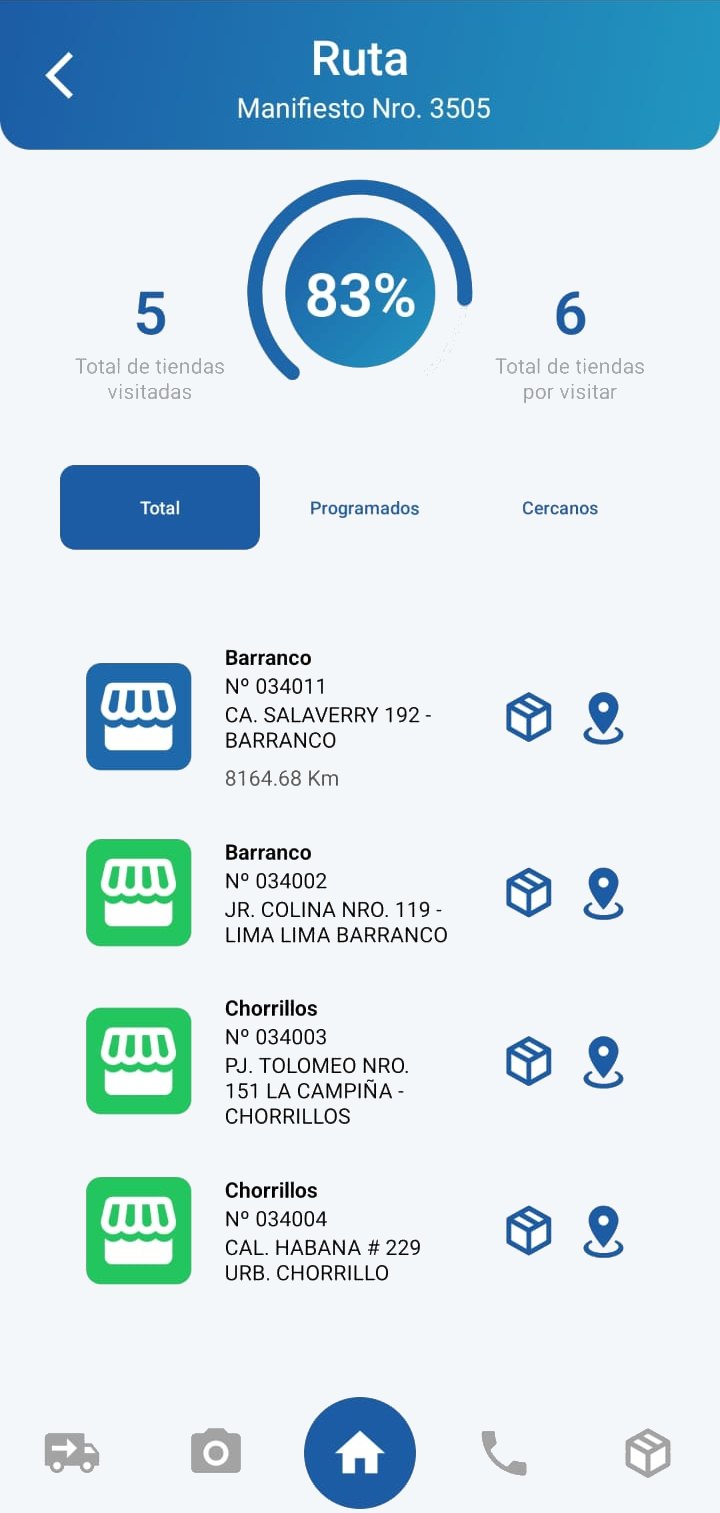 Ruta
Manifiesto Nro. 3505
83%
5
Total de tiendas
visitadas
6
Total de tiendas
por visitar
Total
Programados
Cercanos
Barranco
Nº 034011
CA. SALAVERRY 192 -
BARRANCO
8164.68 Km
Barranco
Nº 034002
JR. COLINA NRO. 119 -
LIMA LIMA BARRANCO
Chorrillos
Nº 034003
PJ. TOLOMEO NRO.
151 LA CAMPIÑA -
CHORRILLOS
Chorrillos
Nº 034004
CAL. HABANA # 229
URB. CHORRILLO